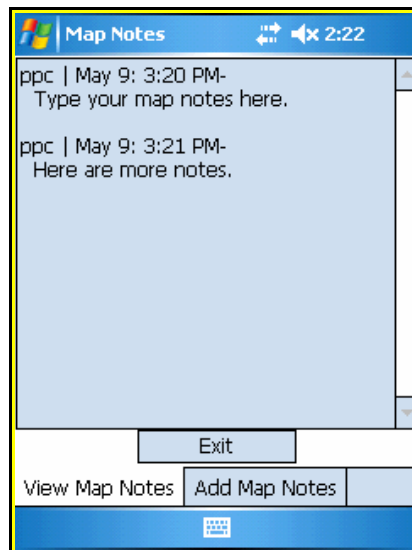 Map Notes 2:22
ppc | May 9: 3:20 PM-
Type your map notes here.
ppc | May 9: 3:21 PM-
Here are more notes.
Exit
View Map Notes Add Map Notes